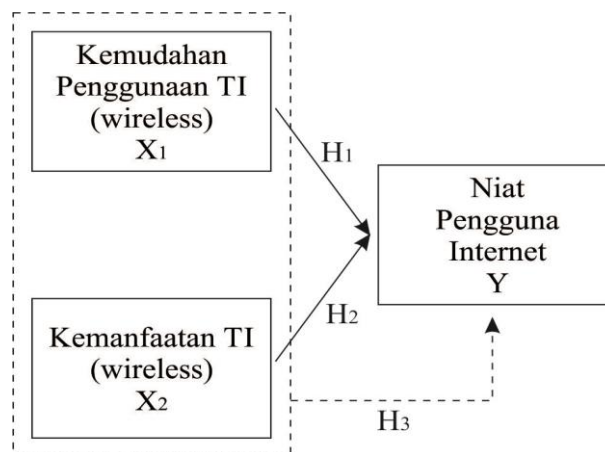 Kemudahan
Penggunaan TI
(wireless)
X1
H1
Niat
Pengguna
Internet
Y
H2
Kemanfaatan TI
(wireless)
X2
H3